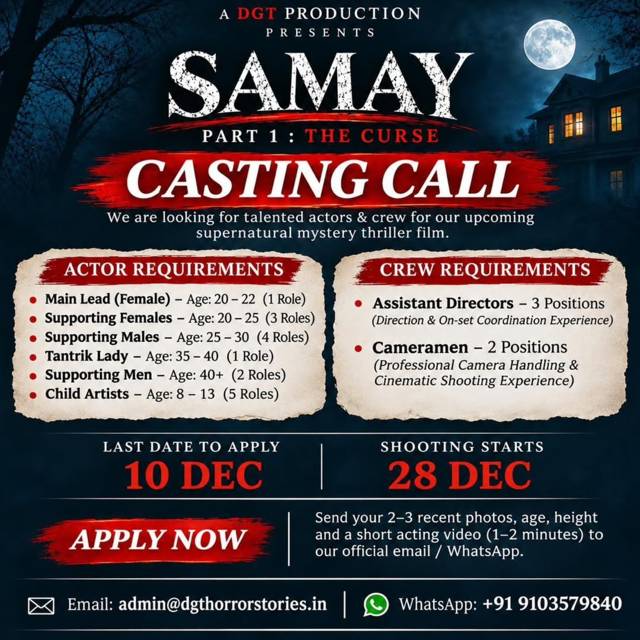 A DGT PRODUCTION
PRESENTS
SAMAY
PART 1 : THE CURSE
CASTING CALL
We are looking for talented actors & crew for our upcoming
supernatural mystery thriller film.
ACTOR REQUIREMENTS
• Main Lead (Female) – Age: 20 – 22 (1 Role)
• Supporting Females – Age: 20 – 25 (3 Roles)
• Supporting Males – Age: 25 – 30 (4 Roles)
• Tantrik Lady – Age: 35 – 40 (1 Role)
• Supporting Men – Age: 40+ (2 Roles)
• Child Artists – Age: 8 – 13 (5 Roles)
CREW REQUIREMENTS
• Assistant Directors – 3 Positions
(Direction & On-set Coordination Experience)
• Cameramen – 2 Positions
(Professional Camera Handling &
Cinematic Shooting Experience)
LAST DATE TO APPLY
10 DEC
SHOOTING STARTS
28 DEC
APPLY NOW
Send your 2–3 recent photos, age, height
and a short acting video (1–2 minutes) to
our official email / WhatsApp.
Email: admin@dgthorrorstories.in
WhatsApp: +91 9103579840